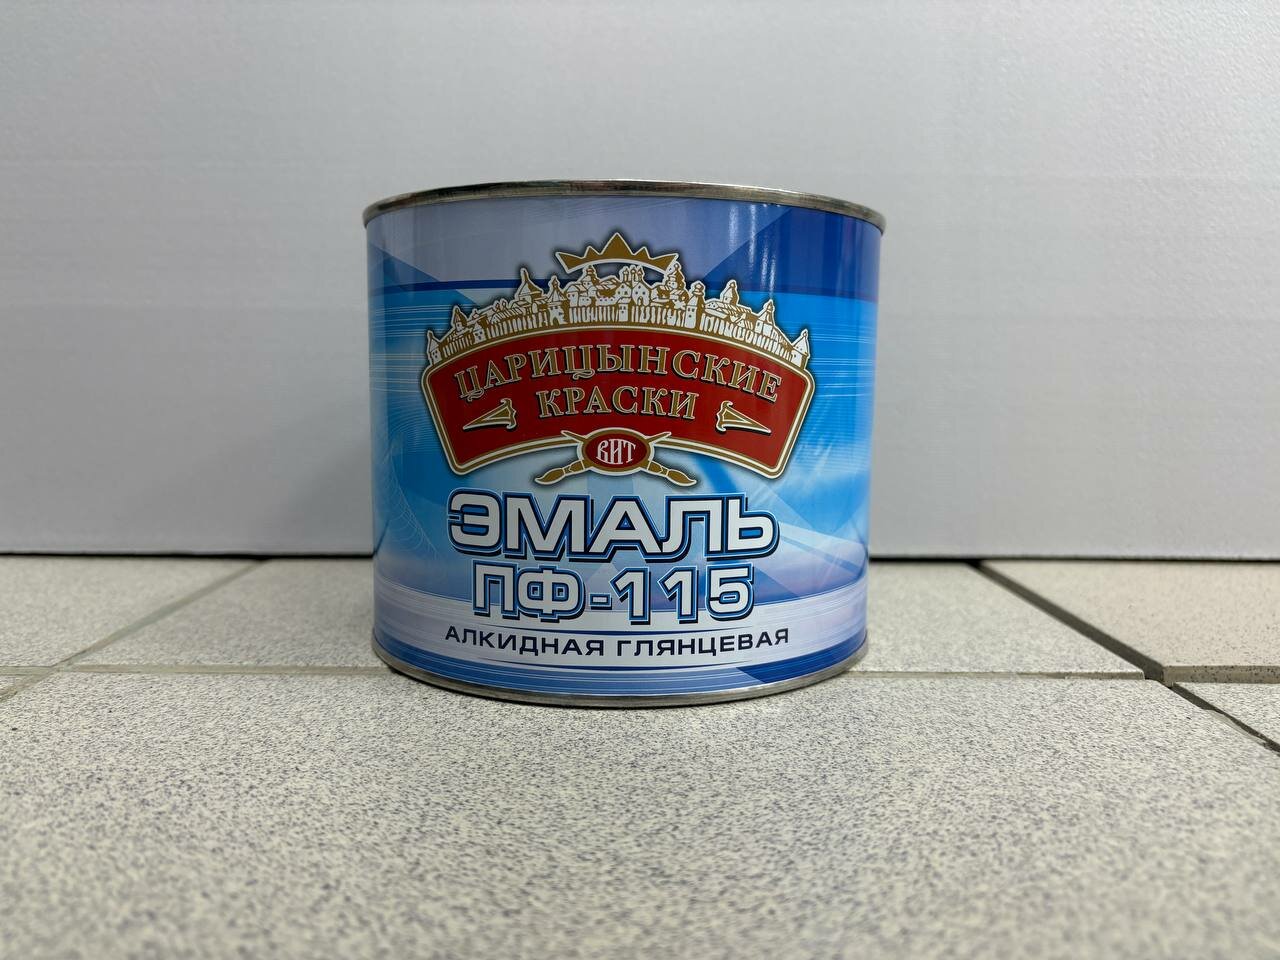 ЦАРИЦЫНСКИЕ
КРАСКИ
ВИТ
ЭМАЛЬ
ПФ-115
АЛКИДНАЯ ГЛЯНЦЕВАЯ